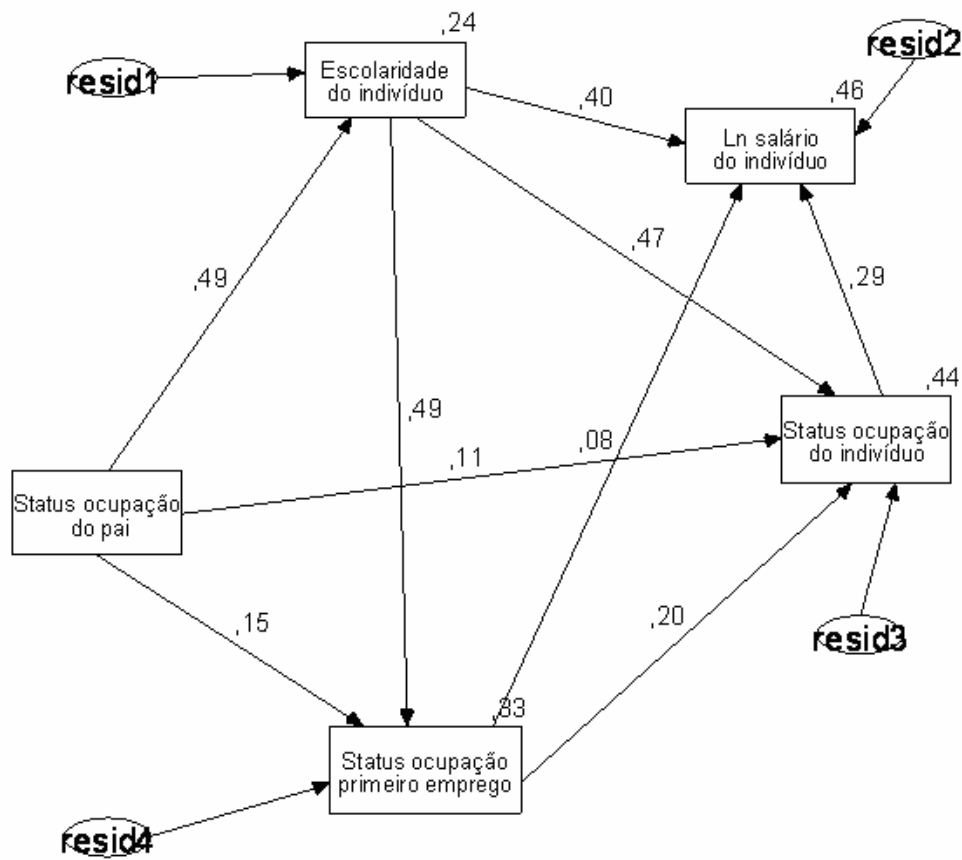 ,24
resid1
Escolaridade
do indivíduo
resid2
,40
,46
Ln salário
do indivíduo
,49
,47
,29
,49
,44
Status ocupação
do indivíduo
,11
,08
Status ocupação
do pai
,15
,20
resid3
,33
Status ocupação
primeiro emprego
resid4